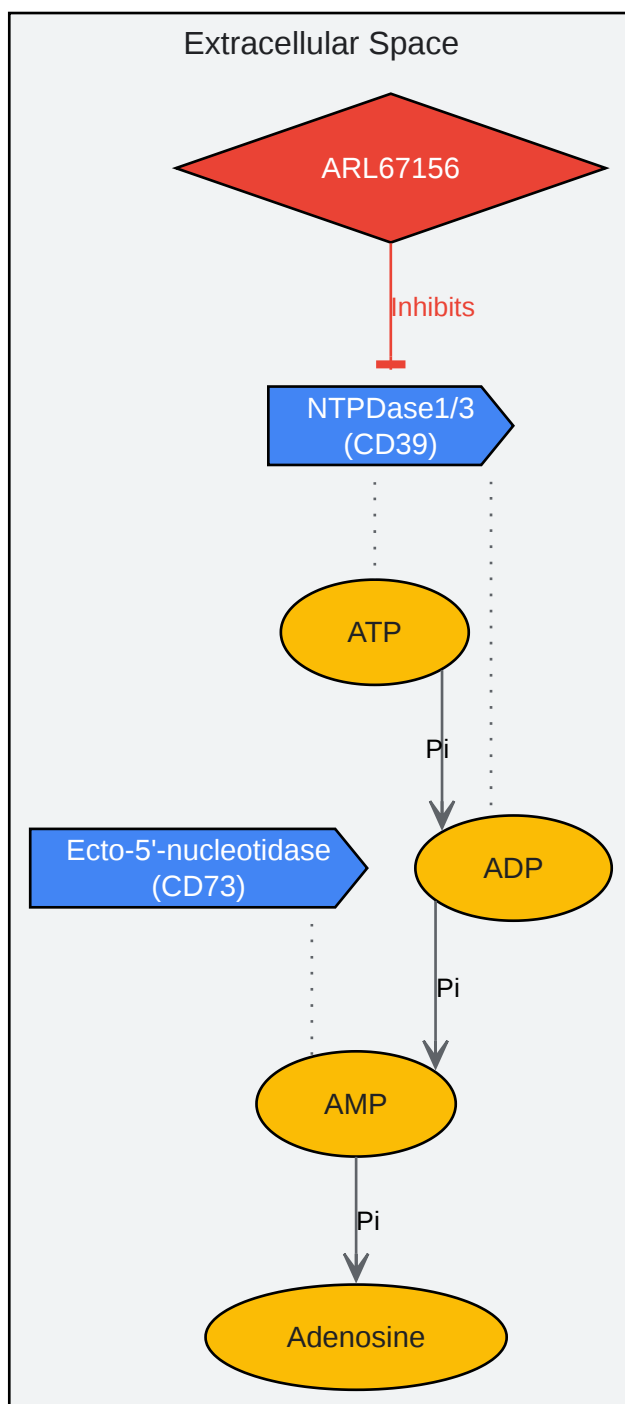 Extracellular Space
ARL67156
Inhibits
NTPDase1/3
(CD39)
ATP
Pi
Ecto-5'-nucleotidase
(CD73)
ADP
Pi
AMP
Pi
Adenosine